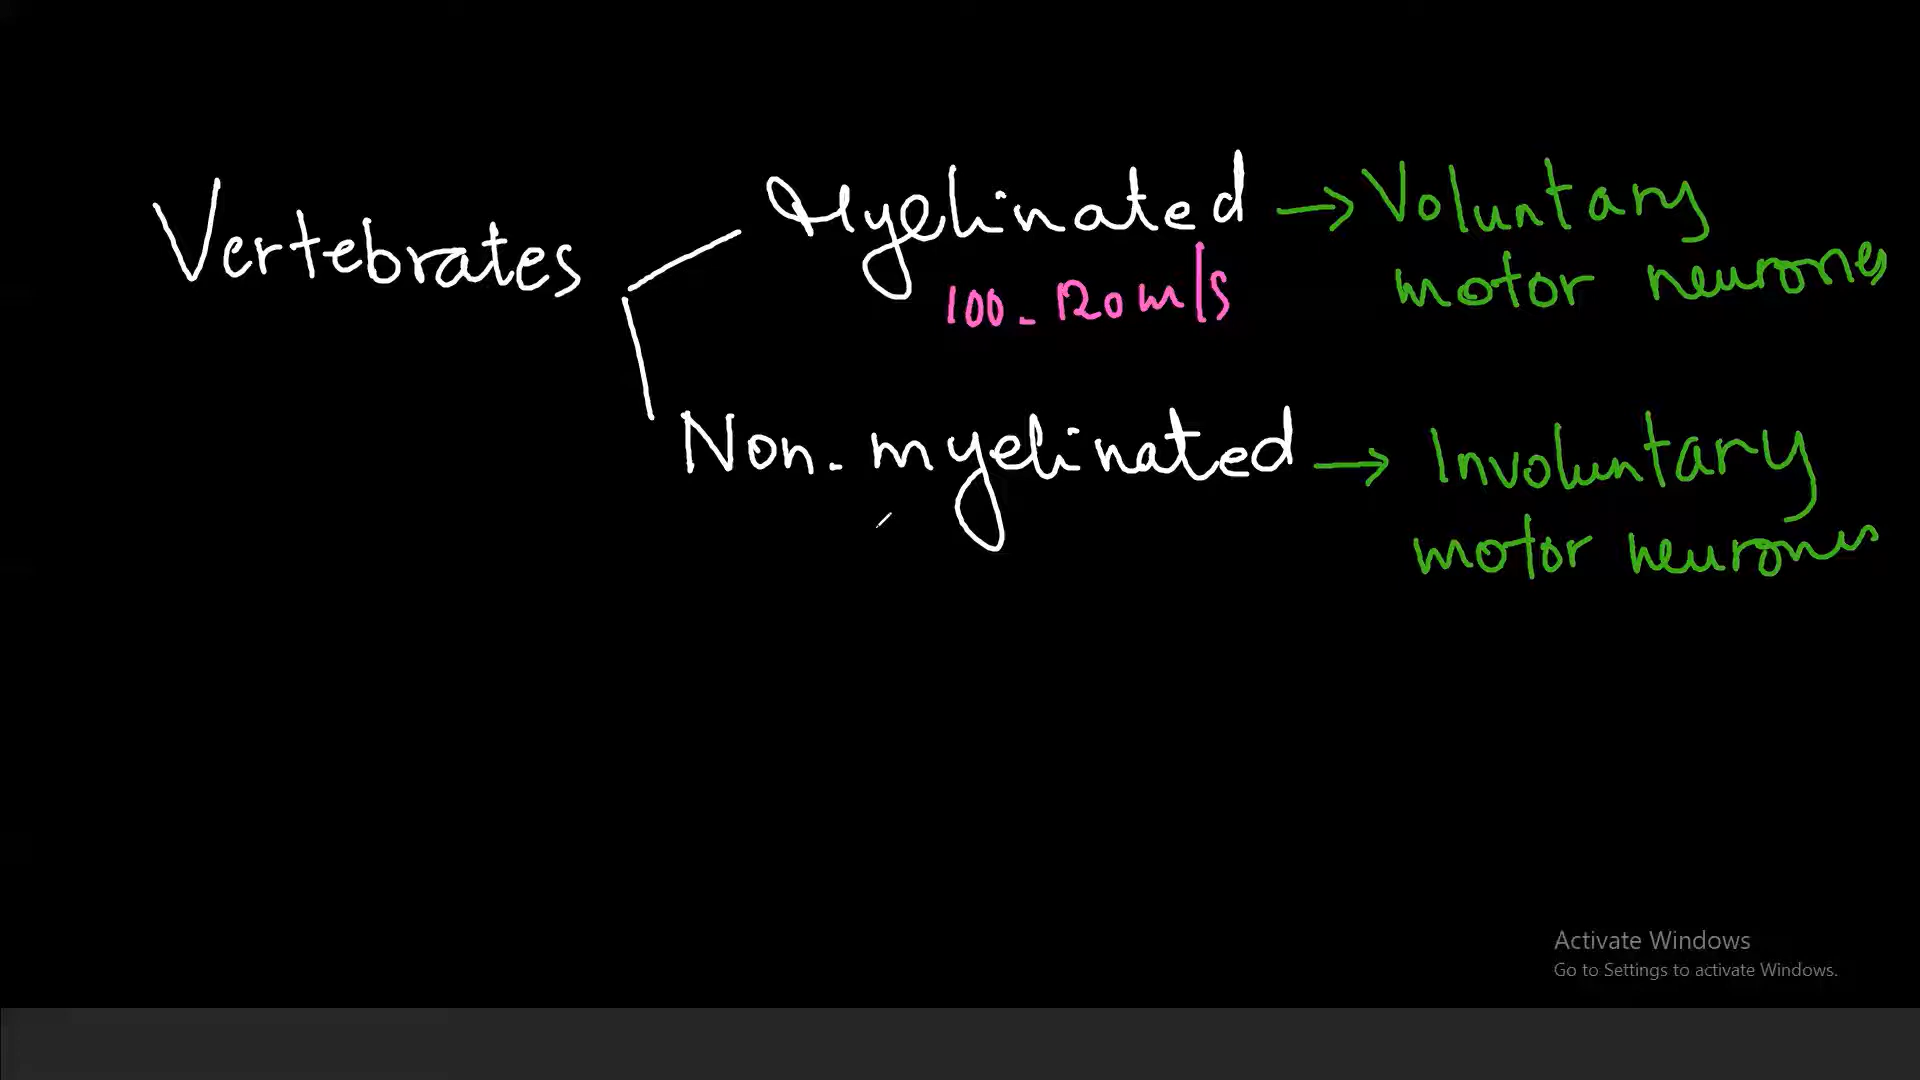 Vertebrates
Myelinated → Voluntary
motor neurones
100-120 m/s
Non-myelinated → Involuntary
motor neurones
Activate Windows
Go to Settings to activate Windows.